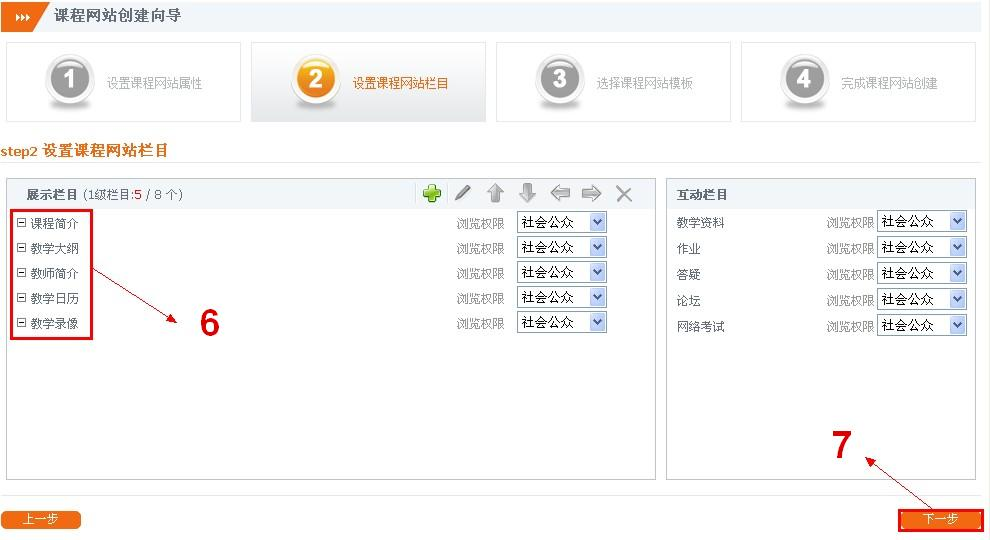 课程网站创建向导
1 设置课程网站属性
2 设置课程网站栏目
3 选择课程网站模板
4 完成课程网站创建
step2 设置课程网站栏目
展示栏目 (1级栏目:5 / 8 个)
课程简介 浏览权限 社会公众
教学大纲 浏览权限 社会公众
教师简介 浏览权限 社会公众
教学日历 浏览权限 社会公众
教学录像 浏览权限 社会公众
6
互动栏目
教学资料 浏览权限 社会公众
作业 浏览权限 社会公众
答疑 浏览权限 社会公众
论坛 浏览权限 社会公众
网络考试 浏览权限 社会公众
7
上一步
下一步